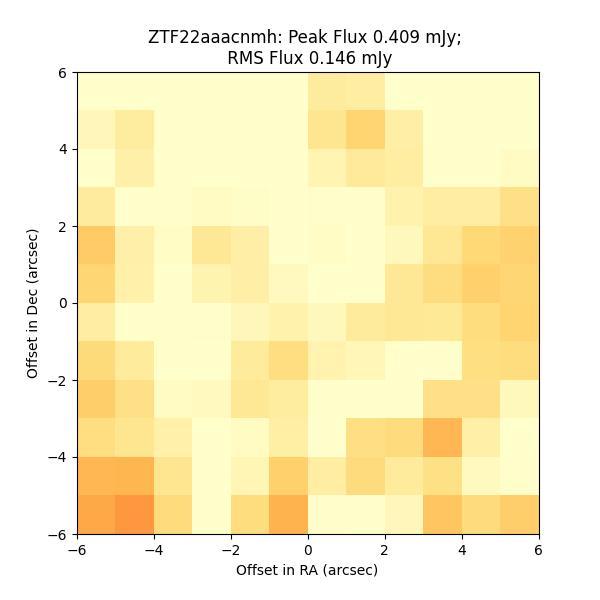 ZTF22aaacnmh: Peak Flux 0.409 mJy;
RMS Flux 0.146 mJy
6
4
2
0
−2
−4
−6
Offset in Dec (arcsec)
−6 −4 −2 0 2 4 6
Offset in RA (arcsec)